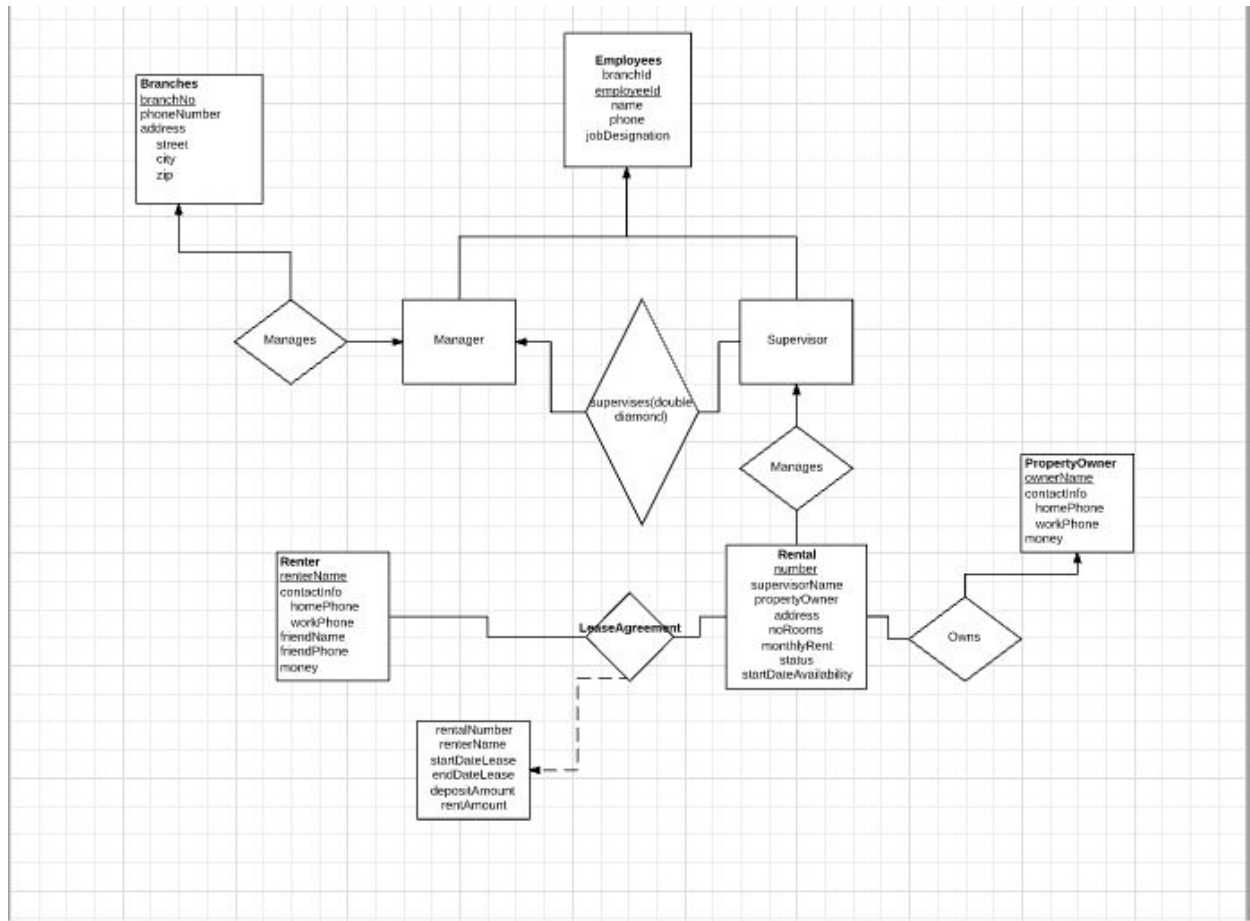 Employees
branchId
employeeId
name
phone
jobDesignation
Branches
branchNo
phoneNumber
address
street
city
zip
Manages
Manager
supervises(double
diamond)
Supervisor
Manages
PropertyOwner
ownerName
contactInfo
homePhone
workPhone
money
Renter
renterName
contactInfo
homePhone
workPhone
friendName
friendPhone
money
LeaseAgreement
Rental
number
supervisorName
propertyOwner
address
noRooms
monthlyRent
status
startDateAvailability
Owns
rentalNumber
renterName
startDateLease
endDateLease
depositAmount
rentAmount